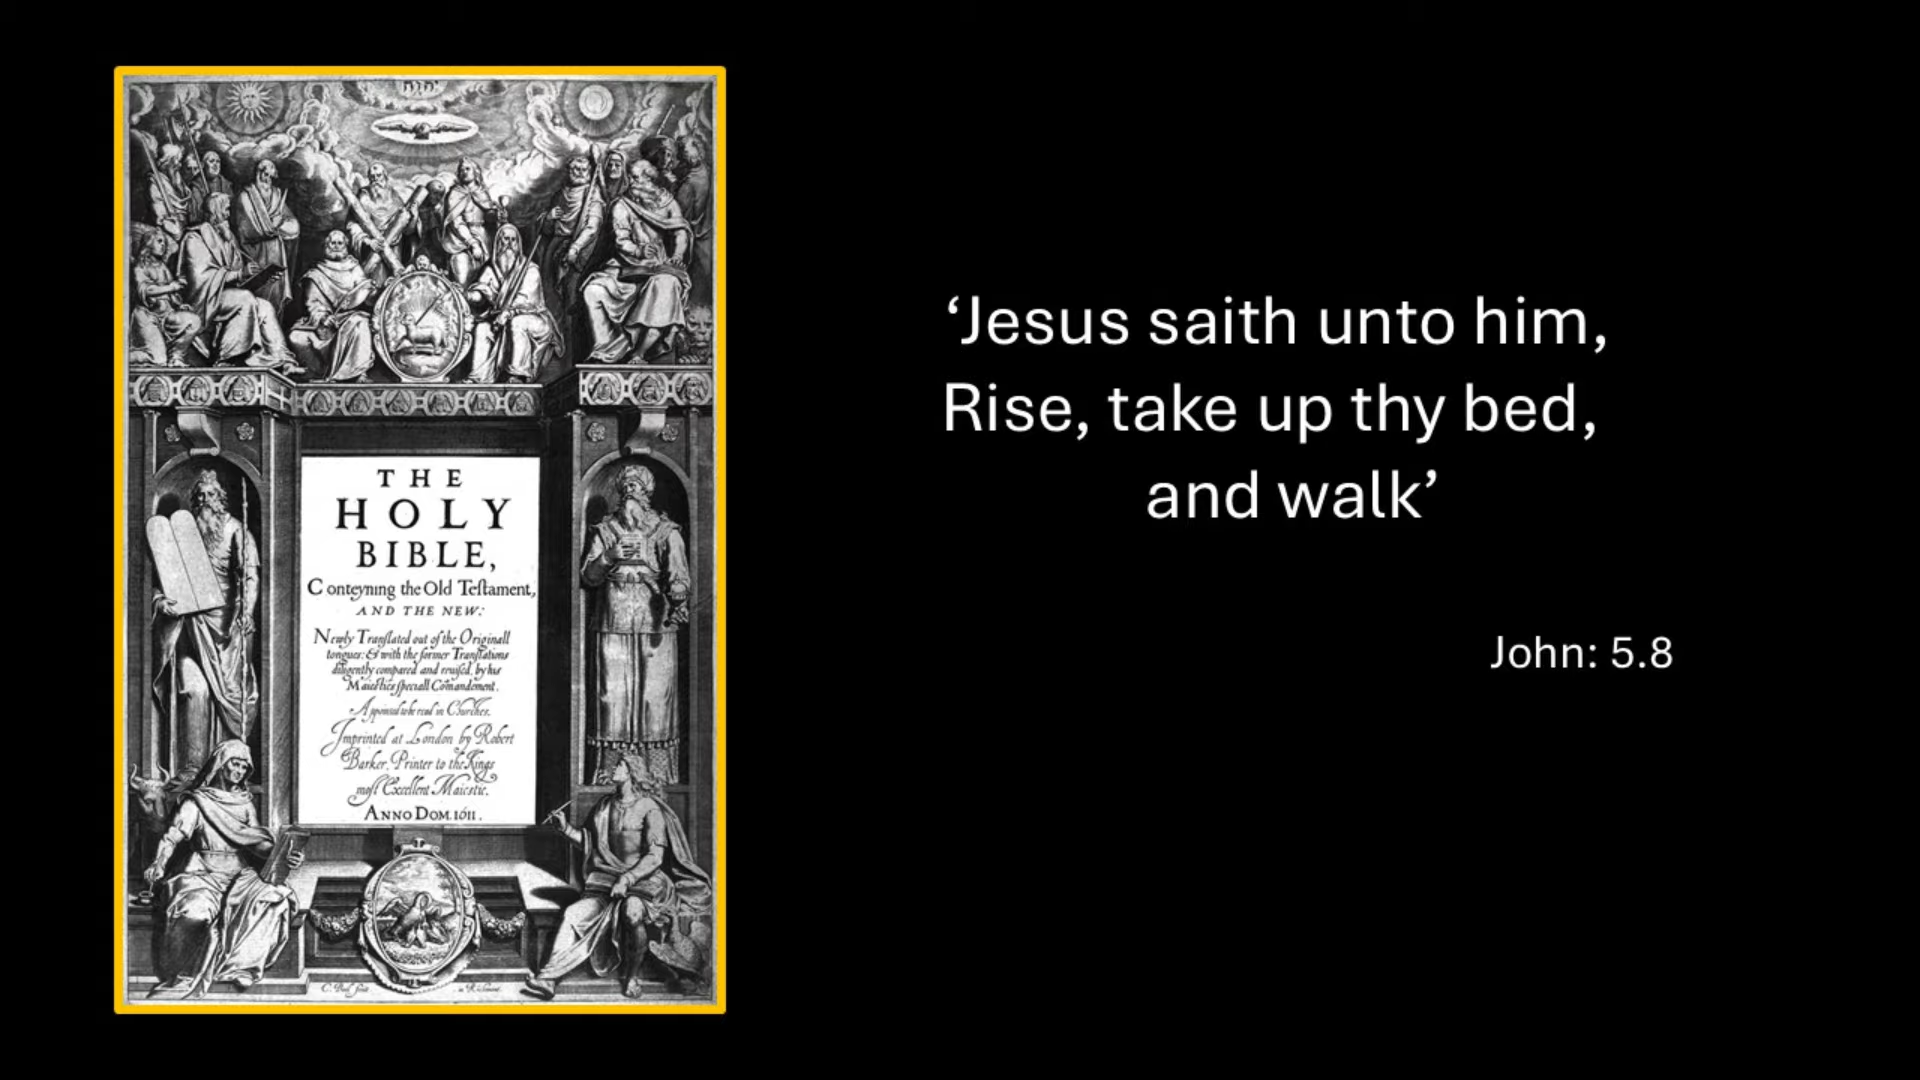 יהוה
THE
HOLY
BIBLE,
Conteyning the Old Teſtament,
AND THE NEW:
Newly Tranſlated out of the Originall
tongues: & with the former Tranſlations
diligently compared and reuiſed, by his
Maieſties ſpeciall Comandement.
Appointed to be read in Churches.
Imprinted at London by Robert
Barker, Printer to the Kings
moſt Excellent Maieſtie.
ANNO DOM. 1611.
‘Jesus saith unto him,
Rise, take up thy bed,
and walk’
John: 5.8